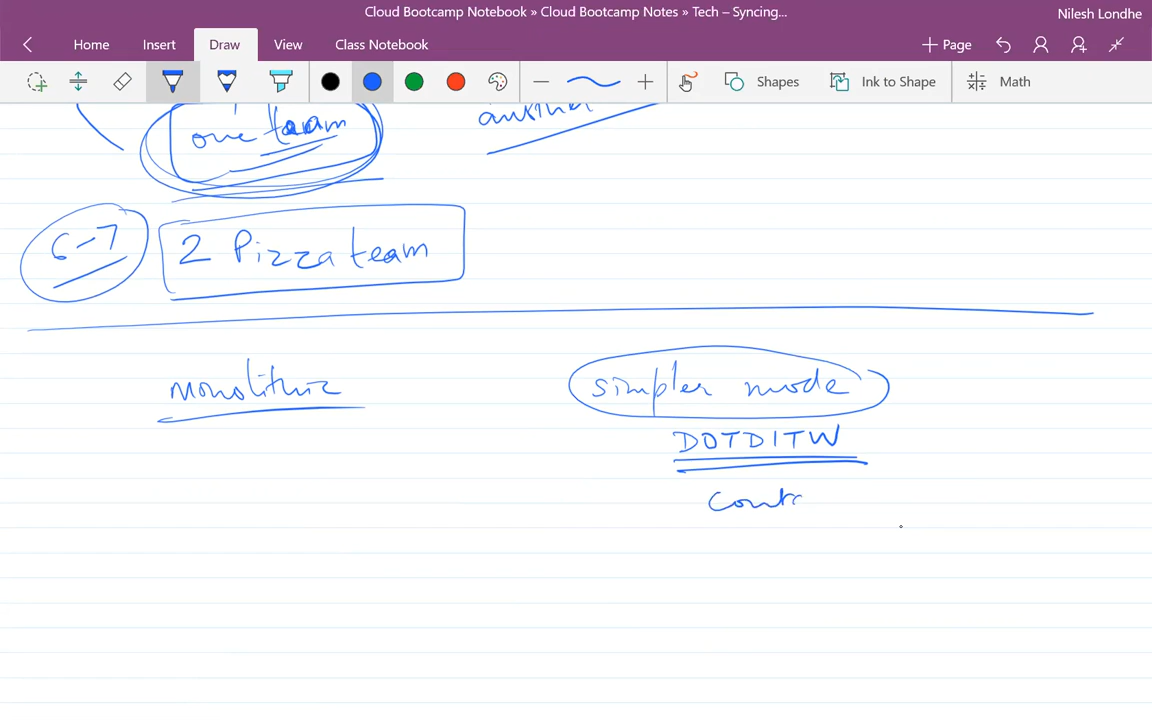 Cloud Bootcamp Notebook » Cloud Bootcamp Notes » Tech – Syncing...
Nilesh Londhe
Home Insert Draw View Class Notebook
Page
Shapes Ink to Shape Math
one team
6-7 2 Pizza team
monolithic simpler mode
DOTDITW
Contr